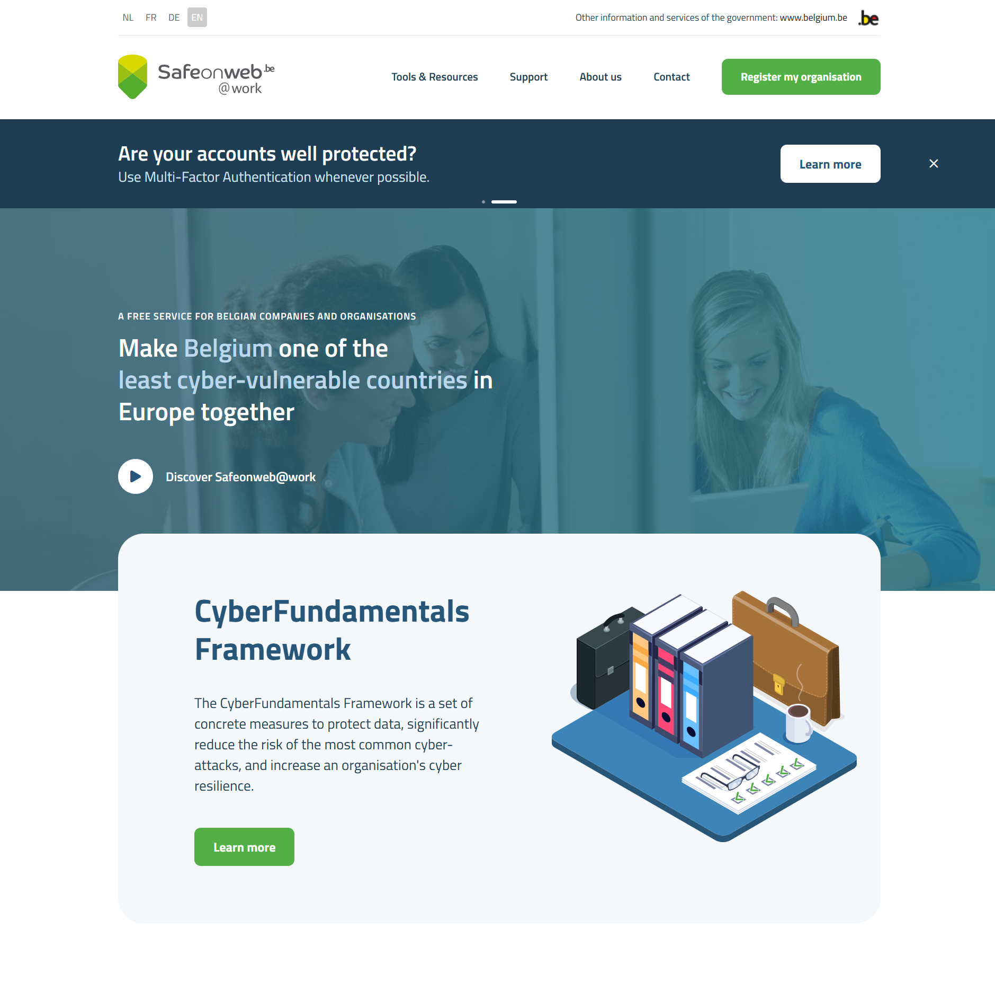 NL FR DE EN
Other information and services of the government: www.belgium.be
.be
Safeonweb.be
@work
Tools & Resources
Support
About us
Contact
Register my organisation
Are your accounts well protected?
Use Multi-Factor Authentication whenever possible.
Learn more
A FREE SERVICE FOR BELGIAN COMPANIES AND ORGANISATIONS
Make Belgium one of the
least cyber-vulnerable countries in
Europe together
Discover Safeonweb@work
CyberFundamentals
Framework
The CyberFundamentals Framework is a set of
concrete measures to protect data, significantly
reduce the risk of the most common cyber-
attacks, and increase an organisation's cyber
resilience.
Learn more